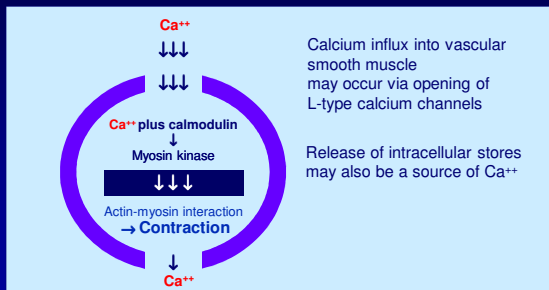 Ca++
↓↓↓
↓↓↓
Ca++ plus calmodulin
↓
Myosin kinase
↓↓↓
Actin-myosin interaction
→ Contraction
↓
Ca++
Calcium influx into vascular
smooth muscle
may occur via opening of
L-type calcium channels
Release of intracellular stores
may also be a source of Ca++